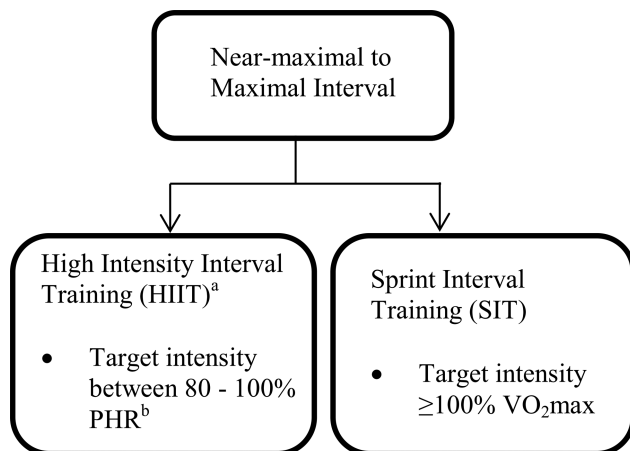 Near-maximal to
Maximal Interval
High Intensity Interval
Training (HIIT)ᵃ
• Target intensity
between 80 - 100%
PHRᵇ
Sprint Interval
Training (SIT)
• Target intensity
≥100% VO₂max